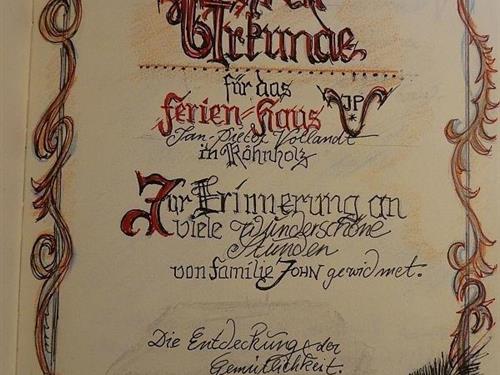 Urkunde
für das
Ferien-Haus JP
Jan-Dieter Vollandt
in Röhnholz
Zur Erinnerung an
viele wunderschöne
Stunden
von Familie JOHN gewidmet.
Die Entdeckung der
Gemütlichkeit.